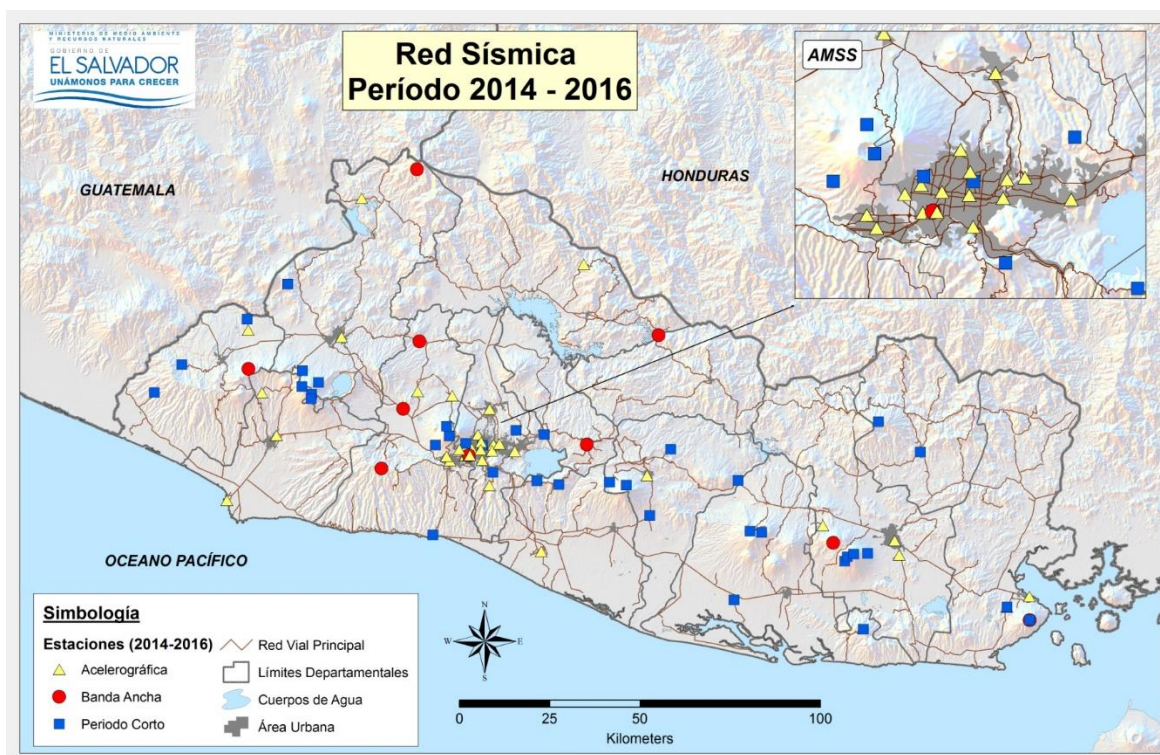 MINISTERIO DE MEDIO AMBIENTE
Y RECURSOS NATURALES
GOBIERNO DE
EL SALVADOR
UNÁMONOS PARA CRECER
Red Sísmica
Período 2014 - 2016
AMSS
GUATEMALA
HONDURAS
OCEANO PACÍFICO
Simbología
Estaciones (2014-2016)
Acelerográfica
Banda Ancha
Periodo Corto
Red Vial Principal
Límites Departamentales
Cuerpos de Agua
Área Urbana
N
W
E
S
0 25 50 100
Kilometers